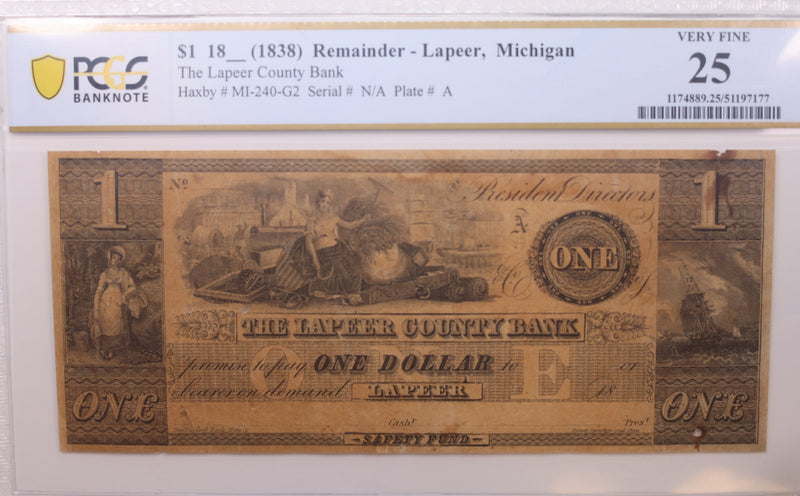 PCGS
BANKNOTE
$1 18__ (1838) Remainder - Lapeer, Michigan
The Lapeer County Bank
Haxby # MI-240-G2 Serial # N/A Plate # A
VERY FINE
25
1174889.25/51197177
1
No
President Directors
1
A
ONE
THE LAPEER COUNTY BANK
promise to pay ONE DOLLAR to or
bearer on demand LAPEER 18
ONE
ONE
Cash.r
Pres.t
SAFETY FUND